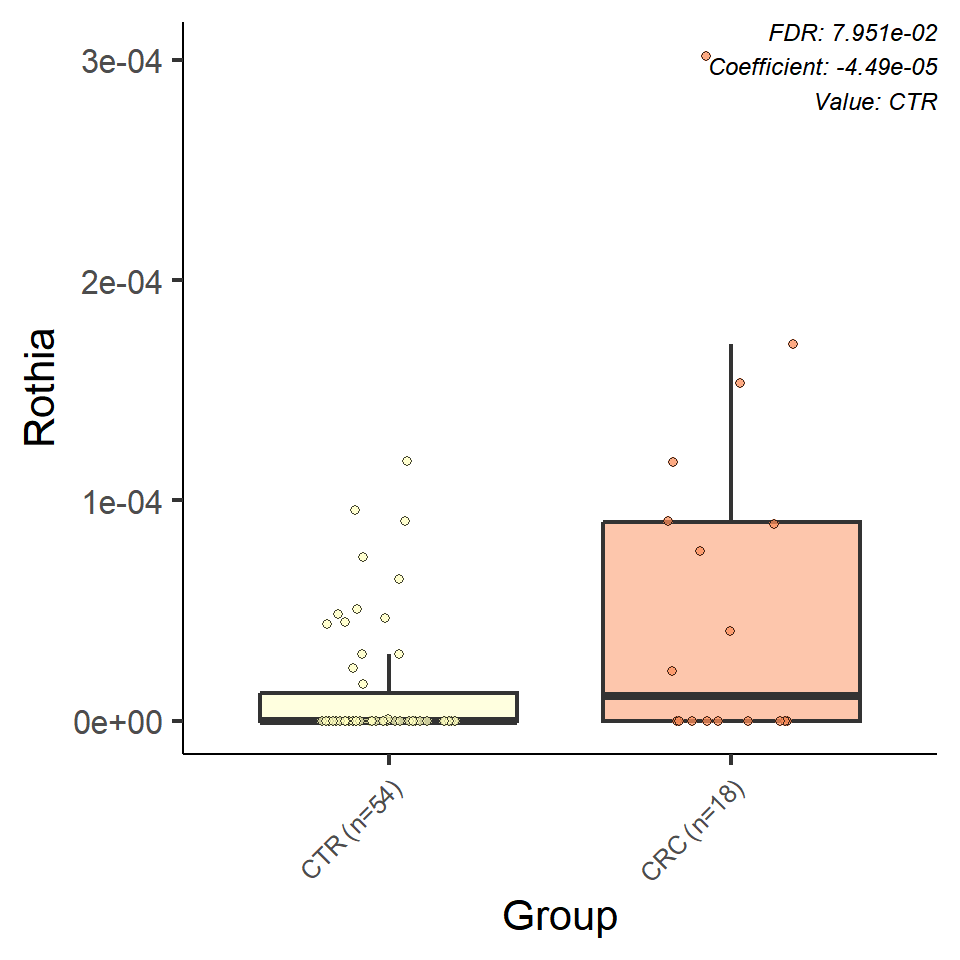 FDR: 7.951e-02
Coefficient: -4.49e-05
Value: CTR
3e-04
2e-04
1e-04
0e+00
Rothia
CTR (n=54)
CRC (n=18)
Group